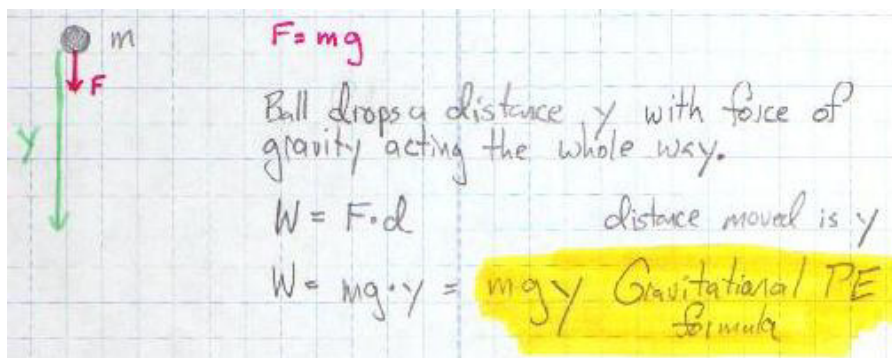 m
F = mg
F
Ball drops a distance y with force of
gravity acting the whole way.
y
W = F·d
distance moved is y
W = mg·y = mgy Gravitational PE
formula